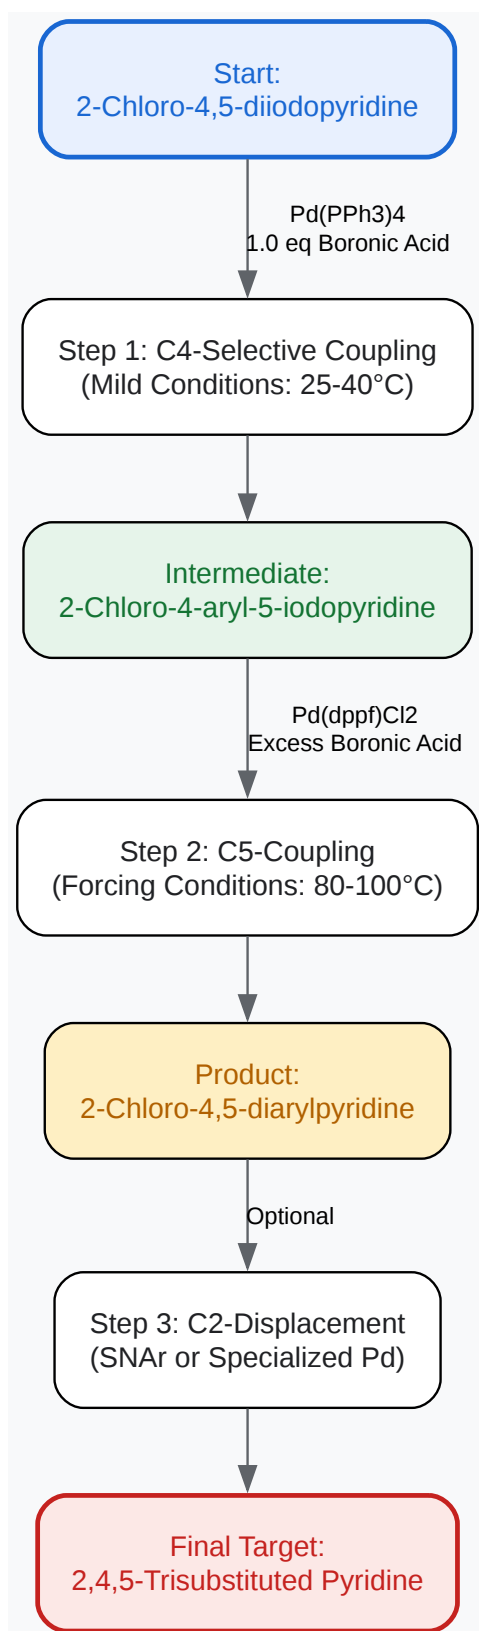 Start:
2-Chloro-4,5-diiodopyridine
Pd(PPh3)4
1.0 eq Boronic Acid
Step 1: C4-Selective Coupling
(Mild Conditions: 25-40°C)
Intermediate:
2-Chloro-4-aryl-5-iodopyridine
Pd(dppf)Cl2
Excess Boronic Acid
Step 2: C5-Coupling
(Forcing Conditions: 80-100°C)
Product:
2-Chloro-4,5-diarylpyridine
Optional
Step 3: C2-Displacement
(SNAr or Specialized Pd)
Final Target:
2,4,5-Trisubstituted Pyridine